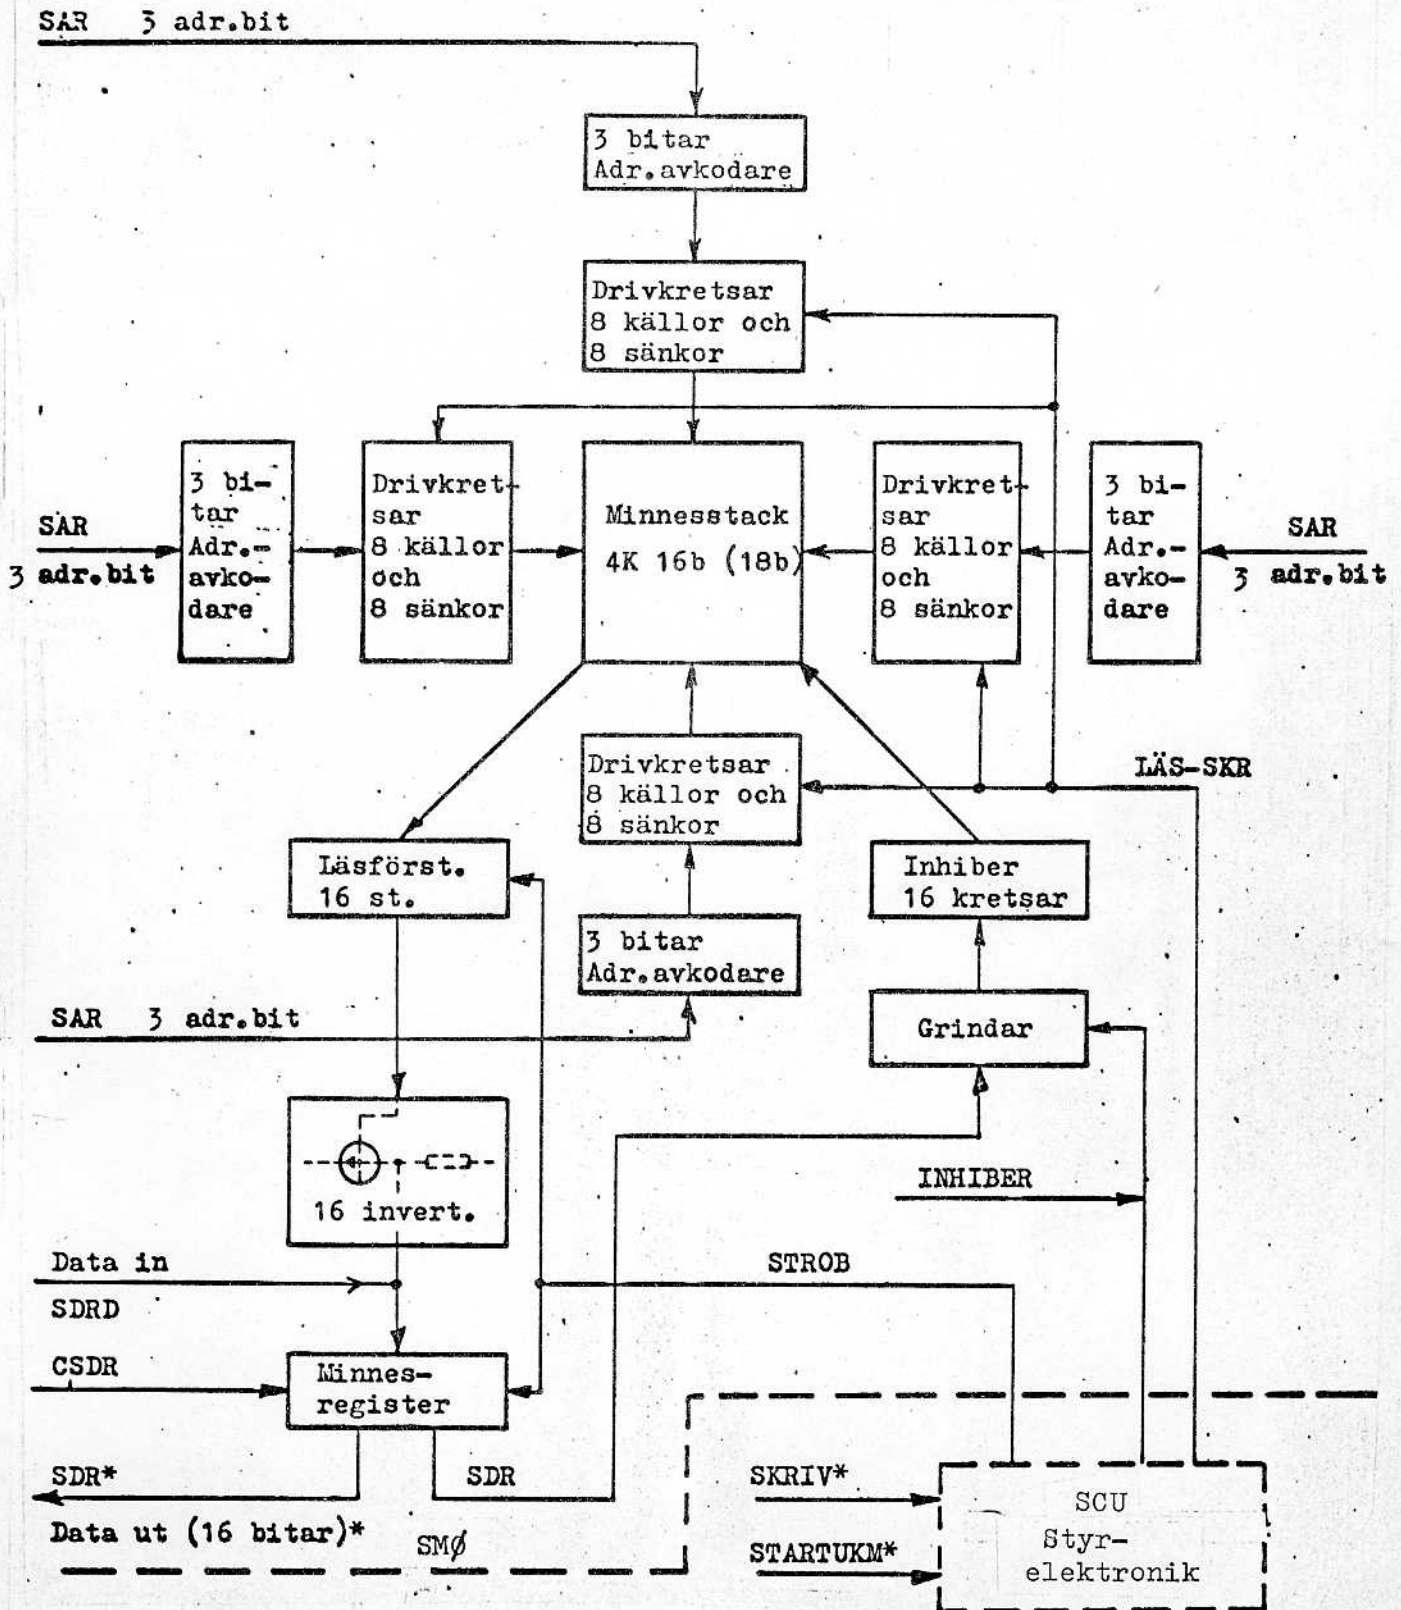 SAR 3 adr.bit
3 bitar
Adr.avkodare
Drivkretsar
8 källor och
8 sänkor
SAR
3 adr.bit
3 bi-
tar
Adr.-
avko-
dare
Drivkret-
sar
8 källor
och
8 sänkor
Minnesstack
4K 16b (18b)
Drivkret-
sar
8 källor
och
8 sänkor
3 bi-
tar
Adr.-
avko-
dare
SAR
3 adr.bit
Drivkretsar
8 källor och
8 sänkor
LÄS-SKR
Läsförst.
16 st.
Inhiber
16 kretsar
3 bitar
Adr.avkodare
SAR 3 adr.bit
Grindar
16 invert.
INHIBER
Data in
SDRD
STROB
CSDR
Minnes-
register
SDR*
SDR
Data ut (16 bitar)*
SMØ
SKRIV*
STARTUKM*
SCU
Styr-
elektronik